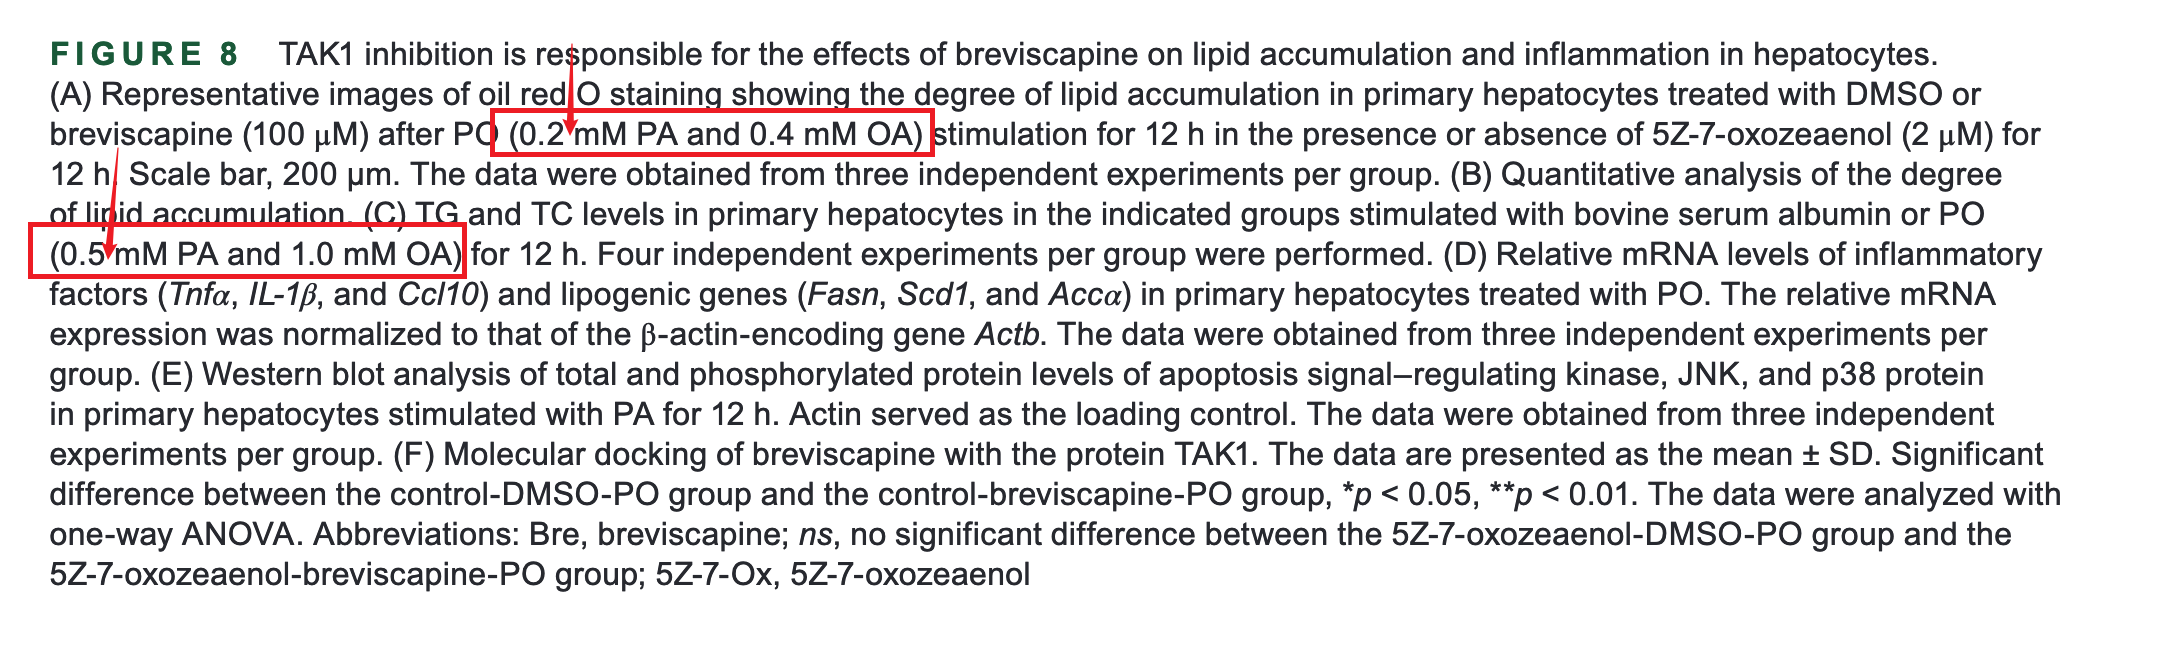 FIGURE 8 TAK1 inhibition is responsible for the effects of breviscapine on lipid accumulation and inflammation in hepatocytes.
(A) Representative images of oil red O staining showing the degree of lipid accumulation in primary hepatocytes treated with DMSO or
breviscapine (100 μM) after PO (0.2 mM PA and 0.4 mM OA) stimulation for 12 h in the presence or absence of 5Z-7-oxozeaenol (2 μM) for
12 h. Scale bar, 200 μm. The data were obtained from three independent experiments per group. (B) Quantitative analysis of the degree
of lipid accumulation. (C) TG and TC levels in primary hepatocytes in the indicated groups stimulated with bovine serum albumin or PO
(0.5 mM PA and 1.0 mM OA) for 12 h. Four independent experiments per group were performed. (D) Relative mRNA levels of inflammatory
factors (Tnfα, IL-1β, and Ccl10) and lipogenic genes (Fasn, Scd1, and Accα) in primary hepatocytes treated with PO. The relative mRNA
expression was normalized to that of the β-actin-encoding gene Actb. The data were obtained from three independent experiments per
group. (E) Western blot analysis of total and phosphorylated protein levels of apoptosis signal–regulating kinase, JNK, and p38 protein
in primary hepatocytes stimulated with PA for 12 h. Actin served as the loading control. The data were obtained from three independent
experiments per group. (F) Molecular docking of breviscapine with the protein TAK1. The data are presented as the mean ± SD. Significant
difference between the control-DMSO-PO group and the control-breviscapine-PO group, *p < 0.05, **p < 0.01. The data were analyzed with
one-way ANOVA. Abbreviations: Bre, breviscapine; ns, no significant difference between the 5Z-7-oxozeaenol-DMSO-PO group and the
5Z-7-oxozeaenol-breviscapine-PO group; 5Z-7-Ox, 5Z-7-oxozeaenol